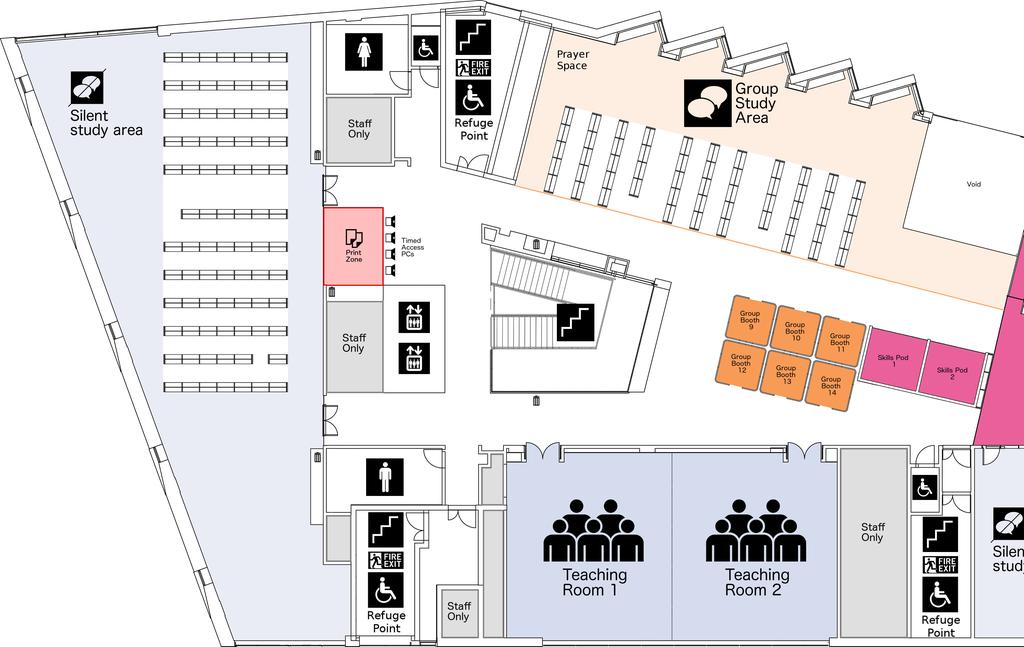 Silent
study area
Staff
Only
FIRE
EXIT
Refuge
Point
Prayer
Space
Group
Study
Area
Void
Print
Zone
Timed
Access
PCs
Staff
Only
Group
Booth
9
Group
Booth
10
Group
Booth
11
Group
Booth
12
Group
Booth
13
Group
Booth
14
Skills Pod
1
Skills Pod
2
FIRE
EXIT
Refuge
Point
Staff
Only
Teaching
Room 1
Teaching
Room 2
Staff
Only
FIRE
EXIT
Refuge
Point
Silen
study